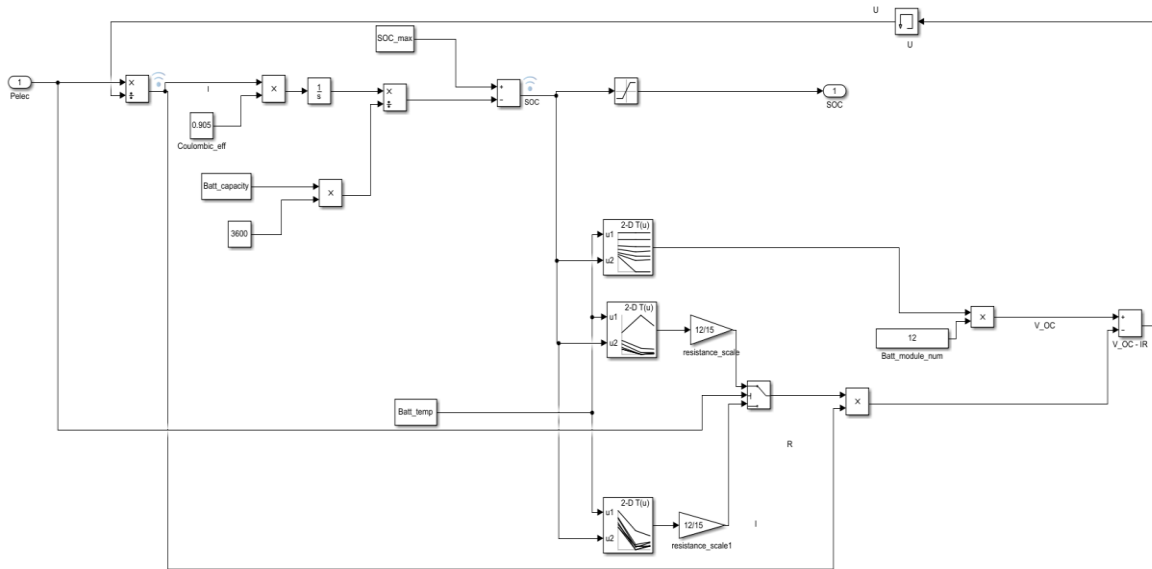 U
U
SOC_max
1
Pelec
×
÷
I
×
1
s
×
÷
+
−
SOC
1
SOC
0.905
Coulombic_eff
Batt_capacity
×
3600
2-D T(u)
u1
u2
2-D T(u)
u1
u2
12/15
resistance_scale
12
Batt_module_num
×
V_OC
+
−
V_OC - IR
Batt_temp
×
R
2-D T(u)
u1
u2
12/15
resistance_scale1
I